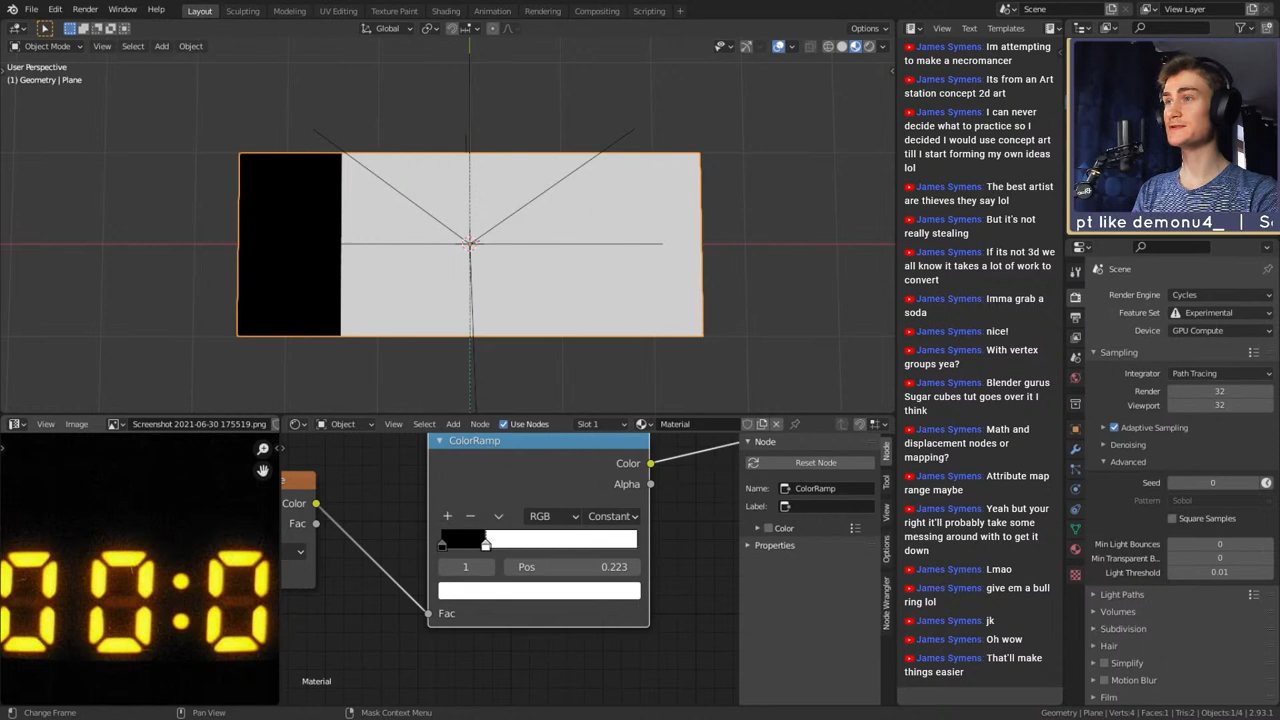 File Edit Render Window Help
Layout Sculpting Modeling UV Editing Texture Paint Shading Animation Rendering Compositing Scripting
Scene
View Layer
Global
Options
View Texture Templates
Object Mode View Select Add Object
User Perspective
(1) Geometry | Plane
James Symens: Im attempting
to make a necromancer
James Symens: Its from an Art
station concept 2d art
James Symens: I can never
decide what to practice so I
decided I would use concept art
till I start forming my own ideas
lol
James Symens: The best artist
are thieves they say lol
James Symens: But it's not
really stealing
James Symens: If its not 3d we
all know it takes a lot of work to
convert
James Symens: Imma grab a
soda
James Symens: nice!
James Symens: With vertex
groups yea?
James Symens: Blender gurus
Sugar cubes tut goes over it I
think
James Symens: Math and
displacement nodes or
mapping?
James Symens: Attribute map
range maybe
James Symens: Yeah but your
right it'll probably take some
messing around with to get it
down
James Symens: Lmao
James Symens: give em a bull
ring lol
James Symens: jk
James Symens: Oh wow
James Symens: That'll make
things easier
pt like demonu4_ | S
Scene
Render Engine Cycles
Feature Set Experimental
Device GPU Compute
Sampling
Integrator Path Tracing
Render 32
Viewport 32
Adaptive Sampling
Denoising
Advanced
Seed 0
Pattern Sobol
Square Samples
Min Light Bounces 0
Min Transparent B... 0
Light Threshold 0.01
Light Paths
Volumes
Subdivision
Hair
Simplify
Motion Blur
Film
View Image Screenshot 2021-06-30 175519.png
Object View Select Add Node Use Nodes Slot 1 Material
ColorRamp
Color
Alpha
RGB Constant
1 Pos 0.223
Fac
Color
Fac
Material
00:0
Node
Reset Node
Name: ColorRamp
Label:
Color
Properties
Node
Tool
View
Options
Node Wrangler
Change Frame Pan View Mask Context Menu
Geometry | Plane | Verts:4 | Faces:1 | Tris:2 | Objects:1/4 | 2.93.1